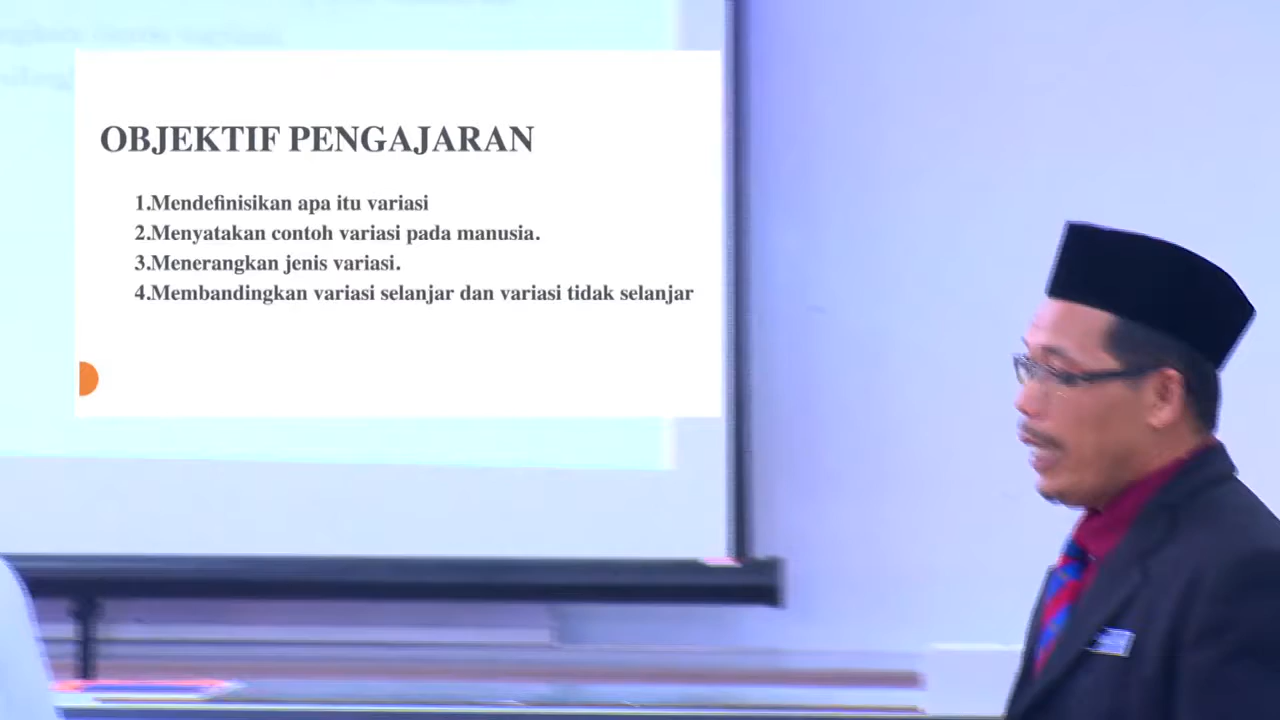 OBJEKTIF PENGAJARAN
1.Mendefinisikan apa itu variasi
2.Menyatakan contoh variasi pada manusia.
3.Menerangkan jenis variasi.
4.Membandingkan variasi selanjar dan variasi tidak selanjar